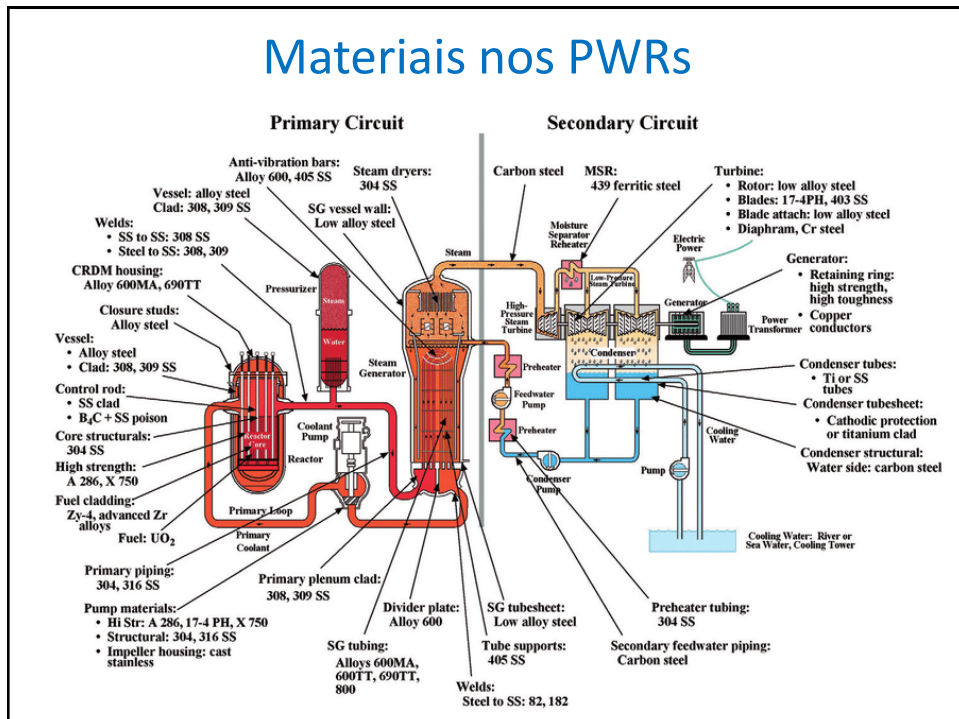 Materiais nos PWRs
Primary Circuit
Secondary Circuit
Anti-vibration bars:
Alloy 600, 405 SS
Steam dryers:
304 SS
Carbon steel
MSR:
439 ferritic steel
Turbine:
• Rotor: low alloy steel
• Blades: 17-4PH, 403 SS
• Blade attach: low alloy steel
• Diaphram, Cr steel
Vessel: alloy steel
Clad: 308, 309 SS
SG vessel wall:
Low alloy steel
Welds:
• SS to SS: 308 SS
• Steel to SS: 308, 309
Moisture
Separator
Reheater
Electric
Power
Steam
CRDM housing:
Alloy 600MA, 690TT
Pressurizer
Steam
Water
Low-Pressure
Steam Turbine
High-
Pressure
Steam
Turbine
Generator
Power
Transformer
Generator:
• Retaining ring:
high strength,
high toughness
• Copper
conductors
Closure studs:
Alloy steel
Vessel:
• Alloy steel
• Clad: 308, 309 SS
Steam
Generator
Condenser
Preheater
Condenser tubes:
• Ti or SS
tubes
Control rod:
• SS clad
• B₄C + SS poison
Feedwater
Pump
Condenser tubesheet:
• Cathodic protection
or titanium clad
Coolant
Pump
Preheater
Cooling
Water
Core structurals:
304 SS
Reactor
Core
Reactor
Condenser structural:
Water side: carbon steel
High strength:
A 286, X 750
Pump
Condenser
Pump
Fuel cladding:
Zy-4, advanced Zr
alloys
Fuel: UO₂
Primary Loop
Primary
Coolant
Cooling Water: River or
Sea Water, Cooling Tower
Primary piping:
304, 316 SS
Primary plenum clad:
308, 309 SS
Pump materials:
• Hi Str: A 286, 17-4 PH, X 750
• Structural: 304, 316 SS
• Impeller housing: cast
stainless
Divider plate:
Alloy 600
SG tubesheet:
Low alloy steel
Preheater tubing:
304 SS
SG tubing:
Alloys 600MA,
600TT, 690TT,
800
Tube supports:
405 SS
Secondary feedwater piping:
Carbon steel
Welds:
Steel to SS: 82, 182